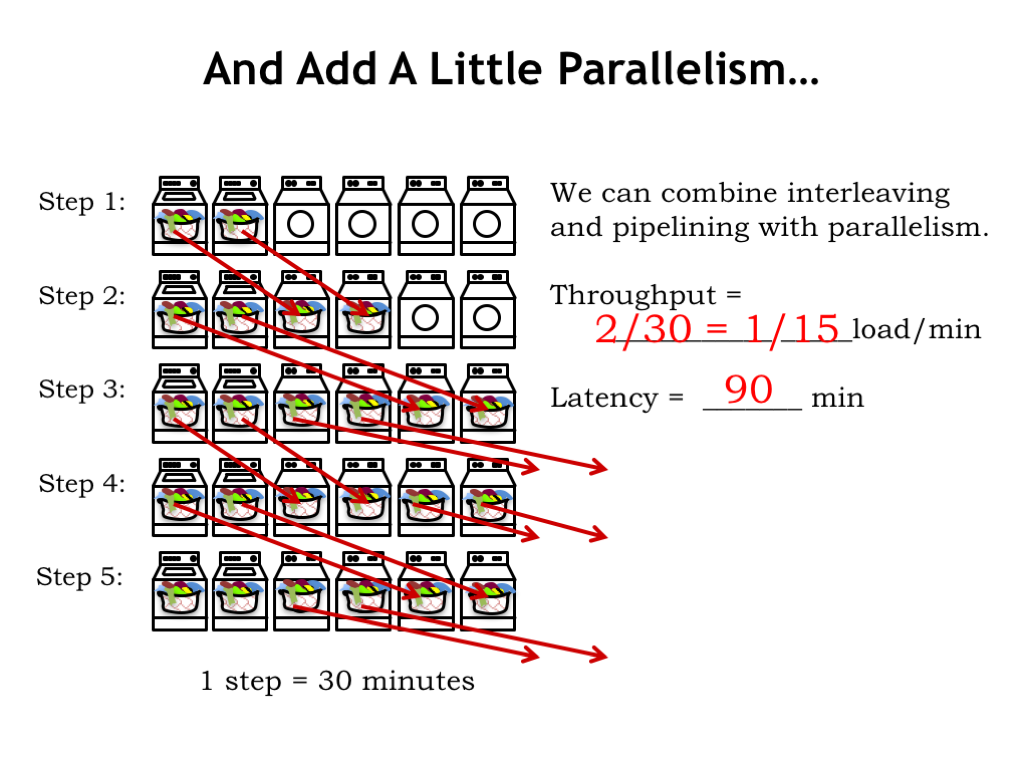 And Add A Little Parallelism…
Step 1:
Step 2:
Step 3:
Step 4:
Step 5:
1 step = 30 minutes
We can combine interleaving
and pipelining with parallelism.
Throughput =
2/30 = 1/15 load/min
Latency = 90 min